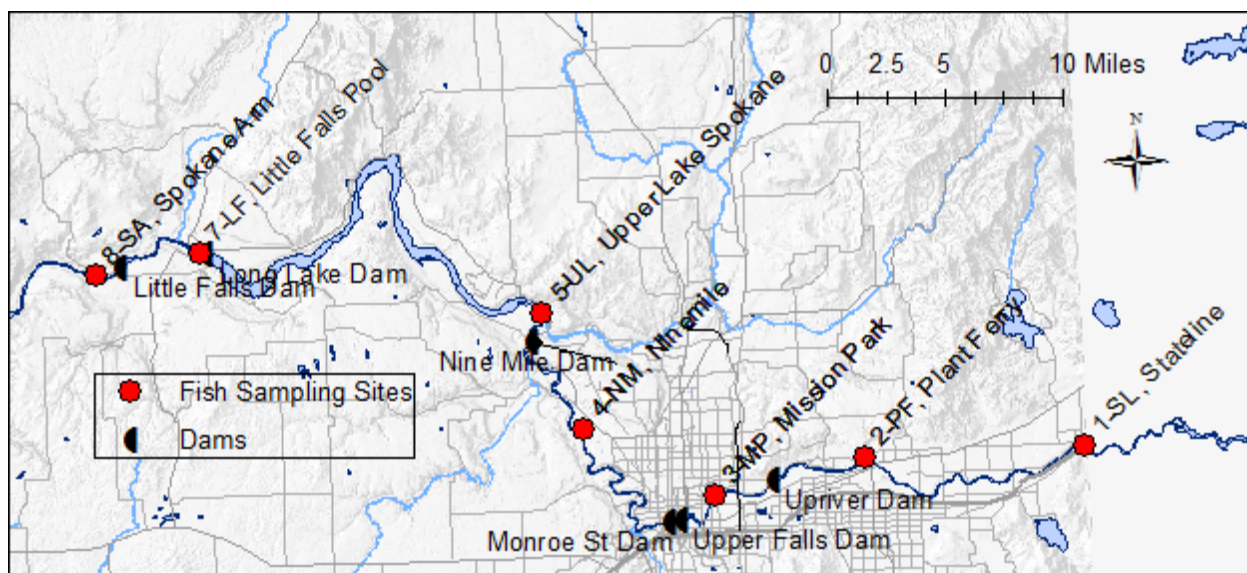 0 2.5 5 10 Miles
N
8-SA, Spokane Arm
7-LF, Little Falls Pool
5-UL, Upper Lake Spokane
Long Lake Dam
Little Falls Dam
Nine Mile Dam
4-NM, Ninemile
3-MP, Mission Park
2-PF, Plant Ferry
1-SL, Stateline
Fish Sampling Sites
Dams
Upriver Dam
Monroe St Dam
Upper Falls Dam